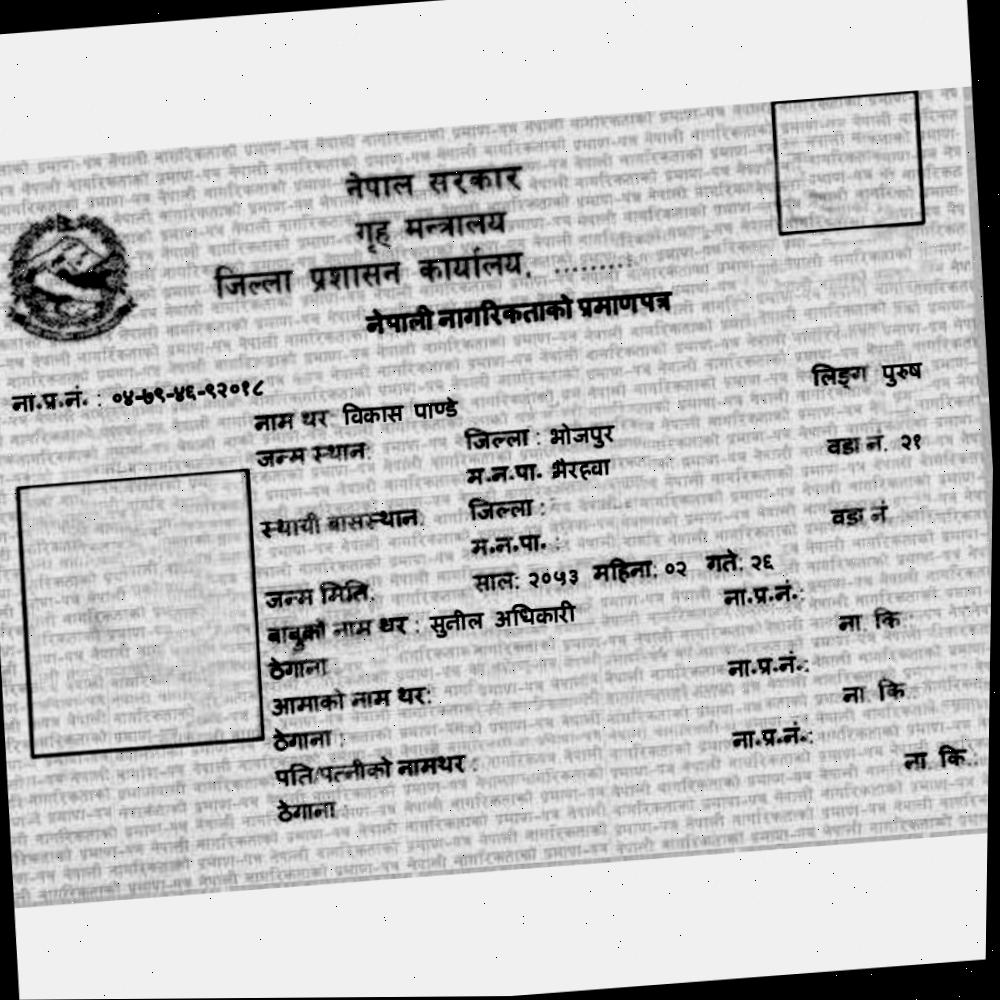 नेपाल सरकार
गृह मन्त्रालय
जिल्ला प्रशासन कार्यालय, .........
नेपाली नागरिकताको प्रमाणपत्र
ना.प्र.नं. : ०४-७९-४६-९२०१८
लिङ्ग पुरुष
नाम थर विकास पाण्डे
जन्म स्थान: जिल्ला : भोजपुर वडा नं. २१
म.न.पा. भैरहवा
स्थायी बासस्थान: जिल्ला : वडा नं
म.न.पा. :
जन्म मिति: साल: २०५३ महिना: ०२ गते: २६
बाबुको नाम थर : सुनील अधिकारी ना.प्र.नं.:
ठेगाना ना कि :
आमाको नाम थर: ना.प्र.नं.:
ठेगाना : ना कि
पति/पत्नीको नामथर : ना.प्र.नं.:
ठेगाना ना कि :